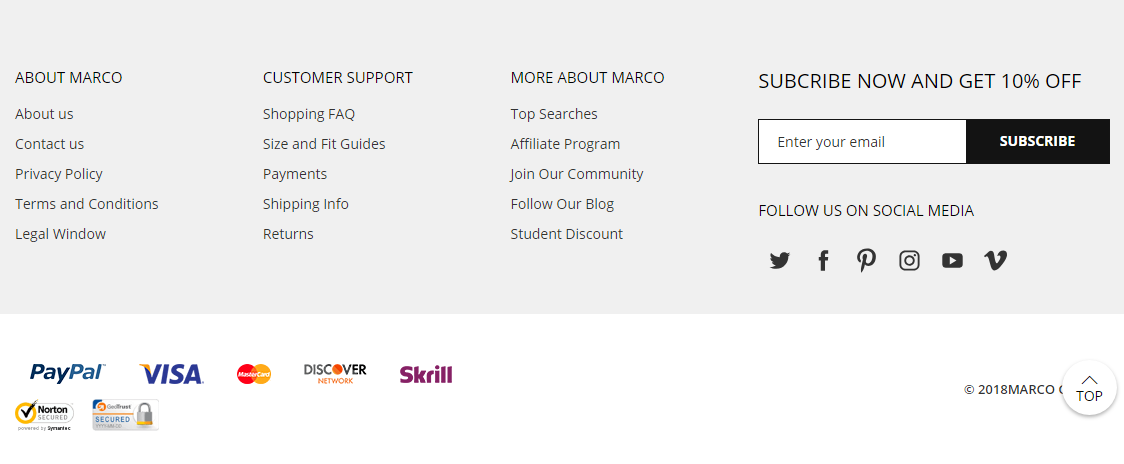 ABOUT MARCO
About us
Contact us
Privacy Policy
Terms and Conditions
Legal Window
CUSTOMER SUPPORT
Shopping FAQ
Size and Fit Guides
Payments
Shipping Info
Returns
MORE ABOUT MARCO
Top Searches
Affiliate Program
Join Our Community
Follow Our Blog
Student Discount
SUBCRIBE NOW AND GET 10% OFF
Enter your email
SUBSCRIBE
FOLLOW US ON SOCIAL MEDIA
PayPal
VISA
MasterCard
DISCOVER
NETWORK
Skrill
Norton
SECURED
powered by Symantec
GeoTrust
SECURED
© 2018MARCO
TOP